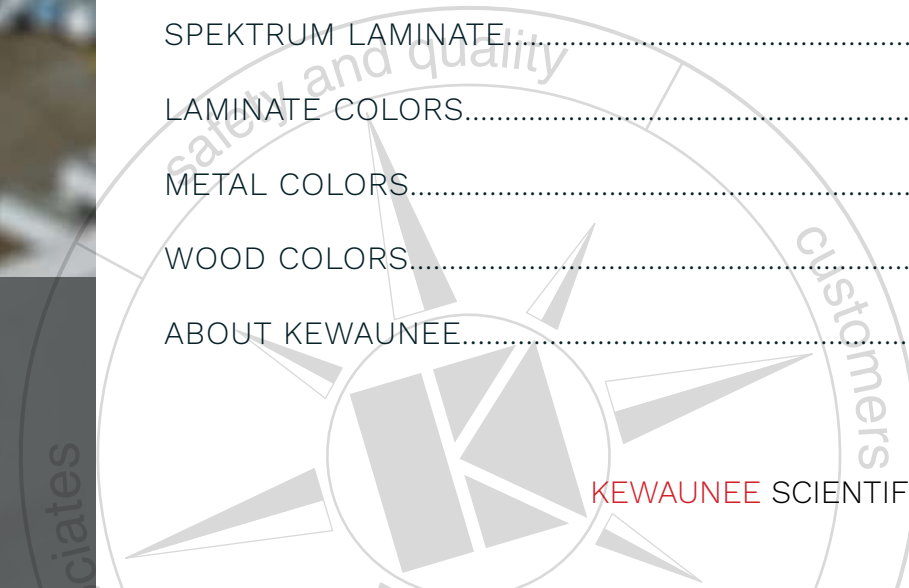 SPEKTRUM LAMINATE
safety and quality
LAMINATE COLORS
METAL COLORS
WOOD COLORS
customers
ABOUT KEWAUNEE
ciates
KEWAUNEE SCIENTIF